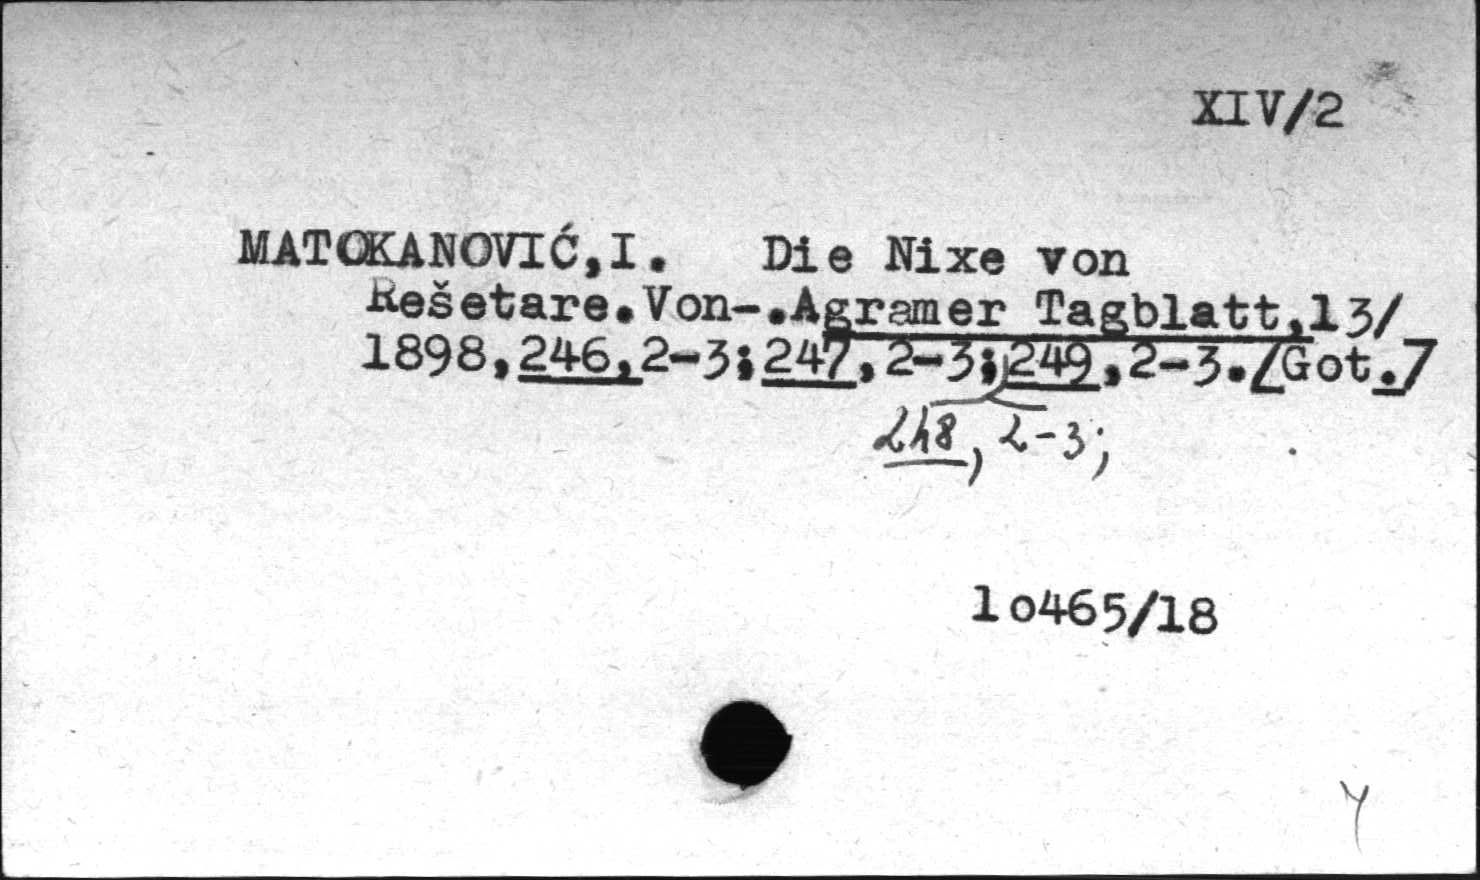 XIV/2
MATOKANOVIĆ,I. Die Nixe von
Rešetare.Von-.Agramer Tagblatt,13/
1898,246,2-3;247,2-3;249,2-3./Got./
248, 2-3;
lo465/18